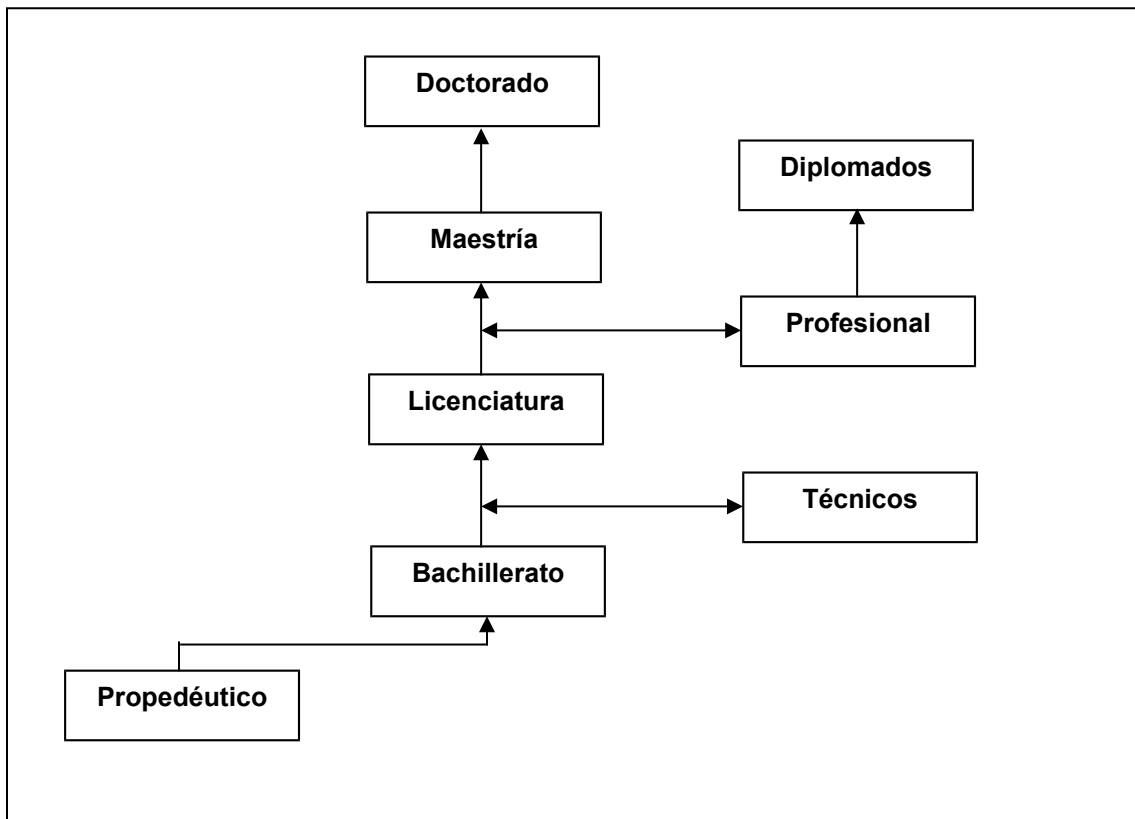 Doctorado
Diplomados
Maestría
Profesional
Licenciatura
Técnicos
Bachillerato
Propedéutico